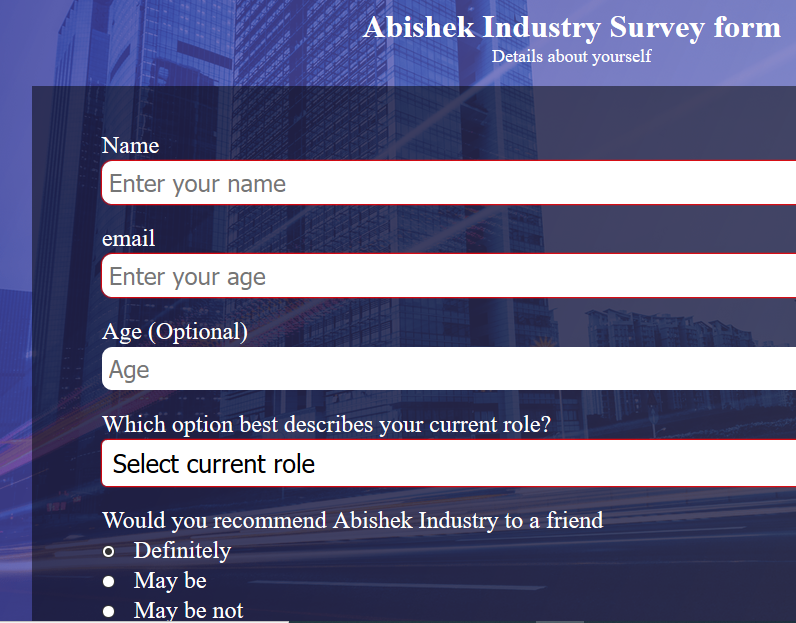 Abishek Industry Survey form
Details about yourself
Name
Enter your name
email
Enter your age
Age (Optional)
Age
Which option best describes your current role?
Select current role
Would you recommend Abishek Industry to a friend
Definitely
May be
May be not